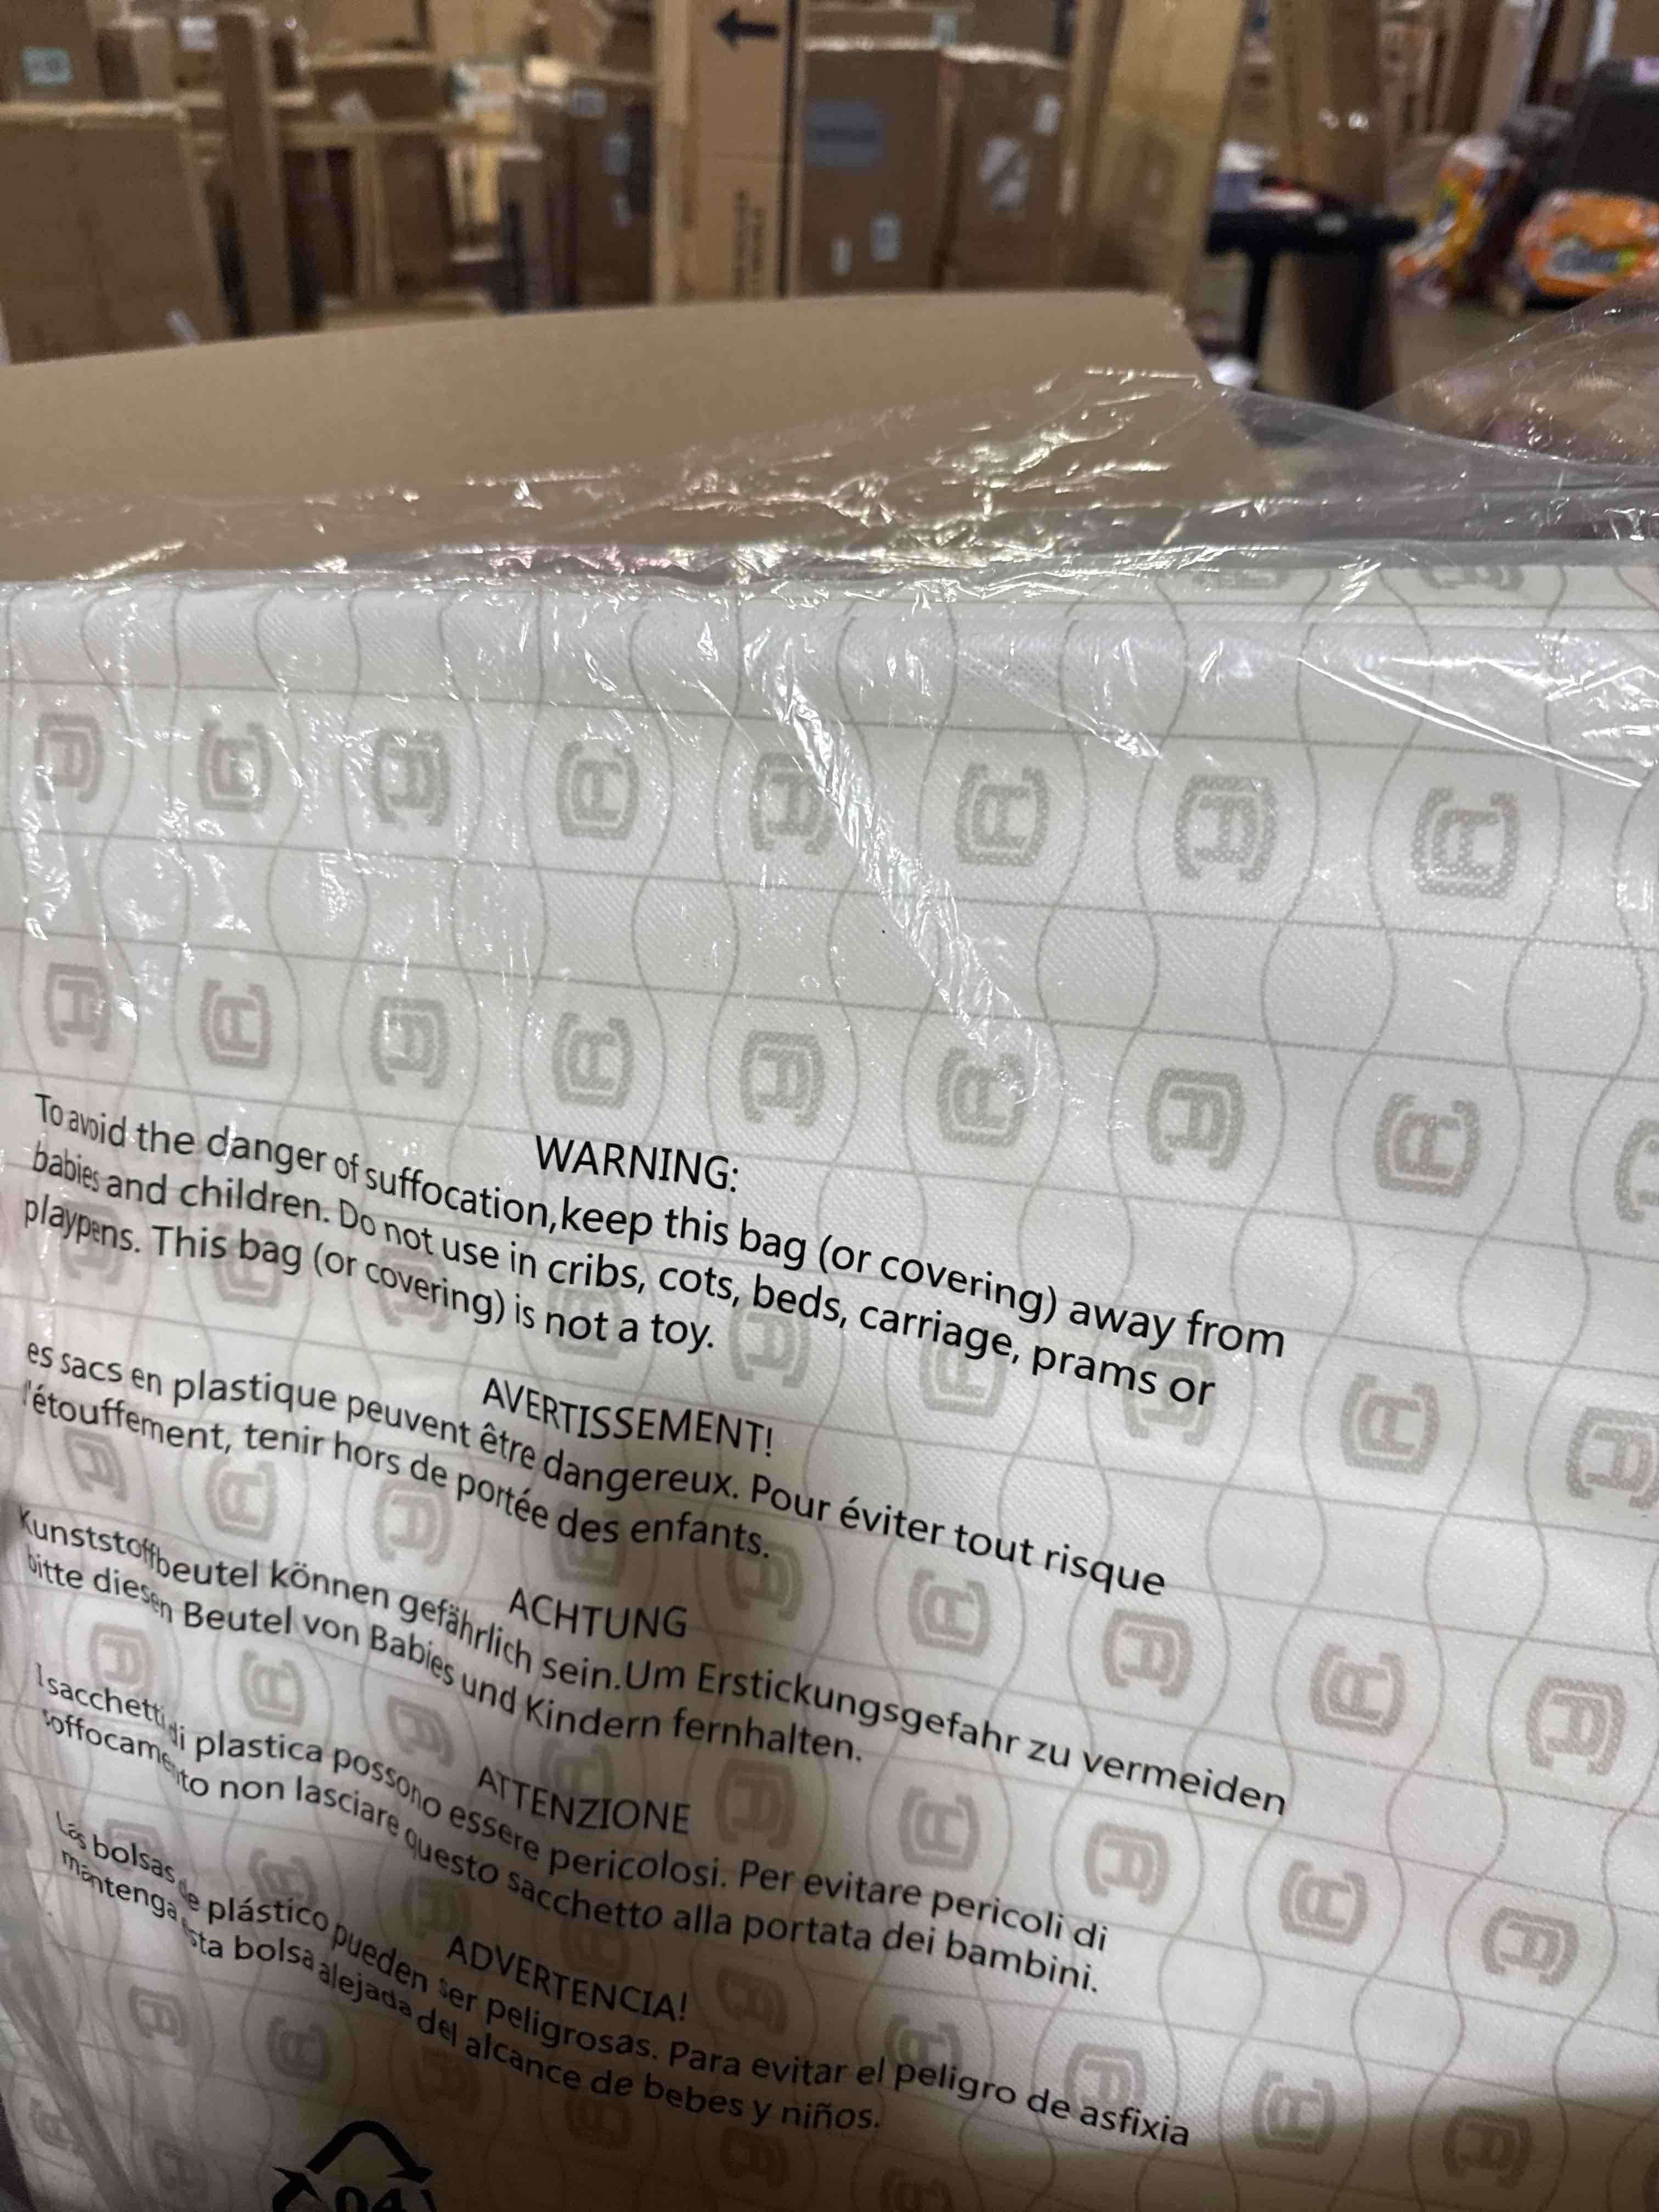 WARNING:
To avoid the danger of suffocation,keep this bag (or covering) away from
babies and children. Do not use in cribs, cots, beds, carriage, prams or
playpens. This bag (or covering) is not a toy.
AVERTISSEMENT!
es sacs en plastique peuvent être dangereux. Pour éviter tout risque
l'étouffement, tenir hors de portée des enfants.
ACHTUNG
Kunststoffbeutel können gefährlich sein.Um Erstickungsgefahr zu vermeiden
bitte diesen Beutel von Babies und Kindern fernhalten.
ATTENZIONE
I sacchetti di plastica possono essere pericolosi. Per evitare pericoli di
soffocamento non lasciare questo sacchetto alla portata dei bambini.
ADVERTENCIA!
Las bolsas de plástico pueden ser peligrosas. Para evitar el peligro de asfixia
mantenga esta bolsa alejada del alcance de bebes y niños.
04